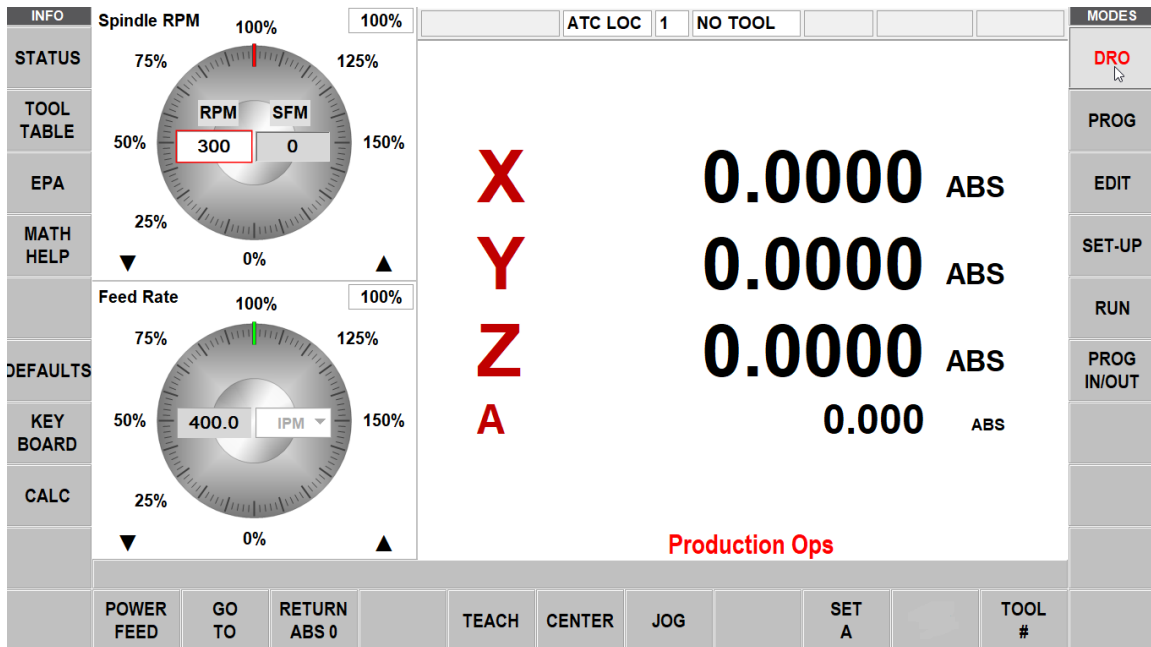 INFO
STATUS
TOOL
TABLE
EPA
MATH
HELP
DEFAULTS
KEY
BOARD
CALC
Spindle RPM
100%
100%
75%
125%
RPM
SFM
50%
300
0
150%
25%
▼
0%
▲
Feed Rate
100%
100%
75%
125%
50%
400.0
IPM
150%
25%
▼
0%
▲
ATC LOC
1
NO TOOL
X
0.0000
ABS
Y
0.0000
ABS
Z
0.0000
ABS
A
0.000
ABS
Production Ops
MODES
DRO
PROG
EDIT
SET-UP
RUN
PROG
IN/OUT
POWER
FEED
GO
TO
RETURN
ABS 0
TEACH
CENTER
JOG
SET
A
TOOL
#